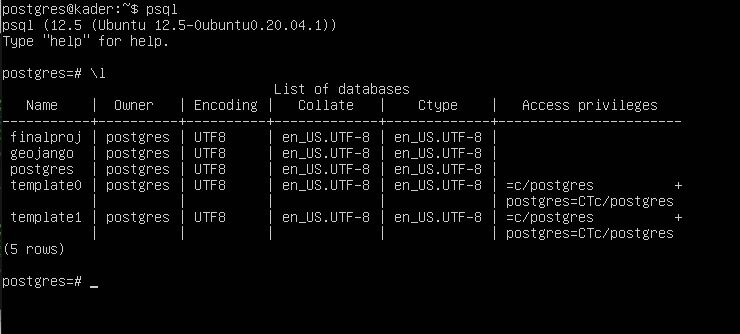 postgres@kader:~$ psql
psql (12.5 (Ubuntu 12.5-0ubuntu0.20.04.1))
Type "help" for help.

postgres=# \l
                                  List of databases
   Name    |  Owner   | Encoding |   Collate   |    Ctype    |   Access privileges
-----------+----------+----------+-------------+-------------+-----------------------
 finalproj | postgres | UTF8     | en_US.UTF-8 | en_US.UTF-8 |
 geojango  | postgres | UTF8     | en_US.UTF-8 | en_US.UTF-8 |
 postgres  | postgres | UTF8     | en_US.UTF-8 | en_US.UTF-8 |
 template0 | postgres | UTF8     | en_US.UTF-8 | en_US.UTF-8 | =c/postgres          +
           |          |          |             |             | postgres=CTc/postgres
 template1 | postgres | UTF8     | en_US.UTF-8 | en_US.UTF-8 | =c/postgres          +
           |          |          |             |             | postgres=CTc/postgres
(5 rows)

postgres=# _